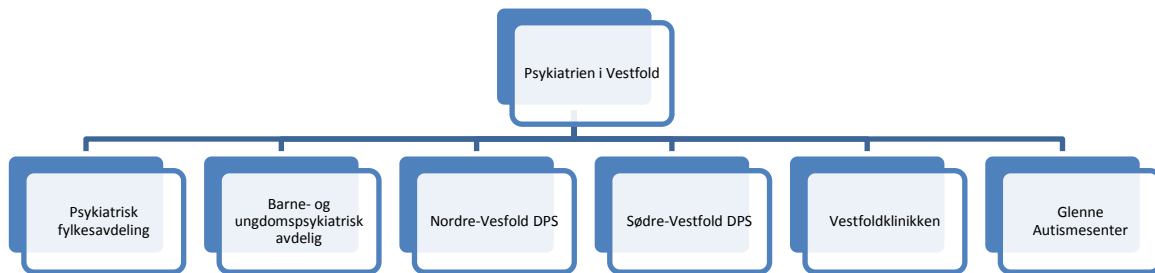 Psykiatrien i Vestfold
Psykiatrisk
fylkesavdeling
Barne- og
ungdomspsykiatrisk
avdelig
Nordre-Vesfold DPS
Sødre-Vestfold DPS
Vestfoldklinikken
Glenne
Autismesenter